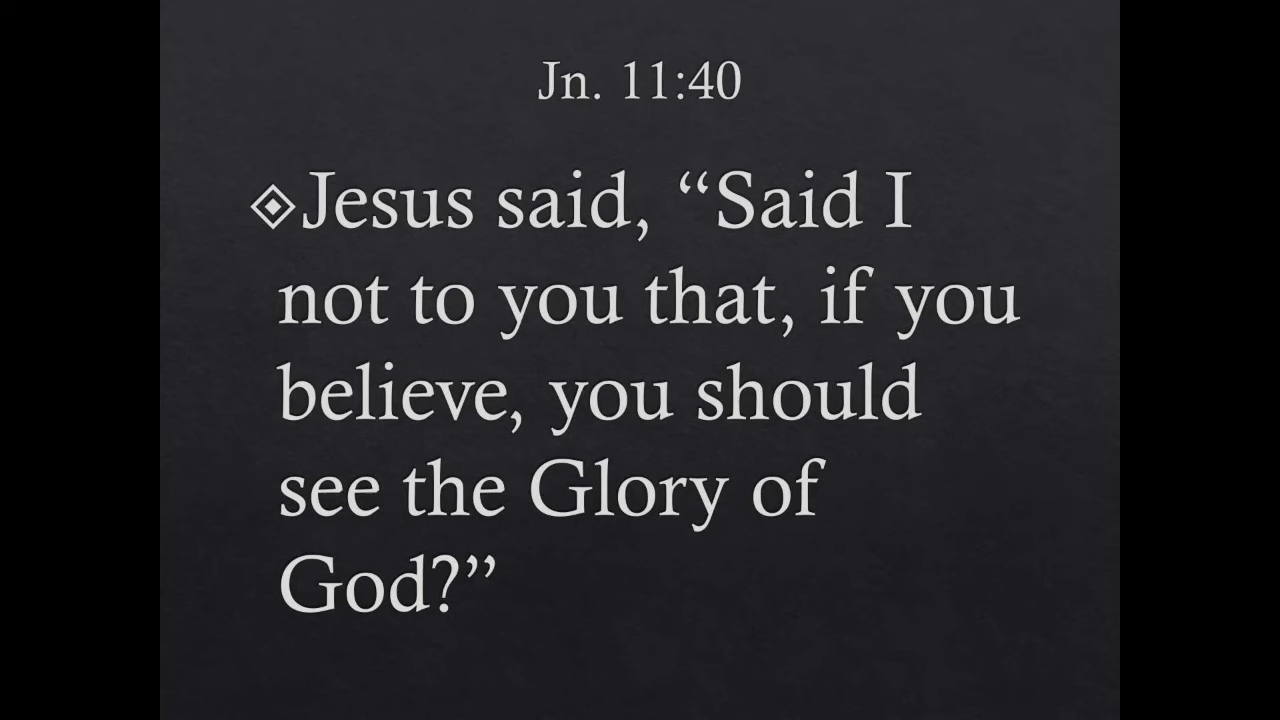 Jn. 11:40
Jesus said, “Said I
not to you that, if you
believe, you should
see the Glory of
God?”